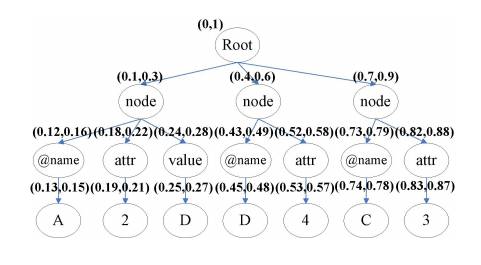 (0,1)
Root
(0.1,0.3) (0.4,0.6) (0.7,0.9)
node node node
(0.12,0.16) (0.18,0.22) (0.24,0.28) (0.43,0.49) (0.52,0.58) (0.73,0.79) (0.82,0.88)
@name attr value @name attr @name attr
(0.13,0.15) (0.19,0.21) (0.25,0.27) (0.45,0.48) (0.53,0.57) (0.74,0.78) (0.83,0.87)
A 2 D D 4 C 3